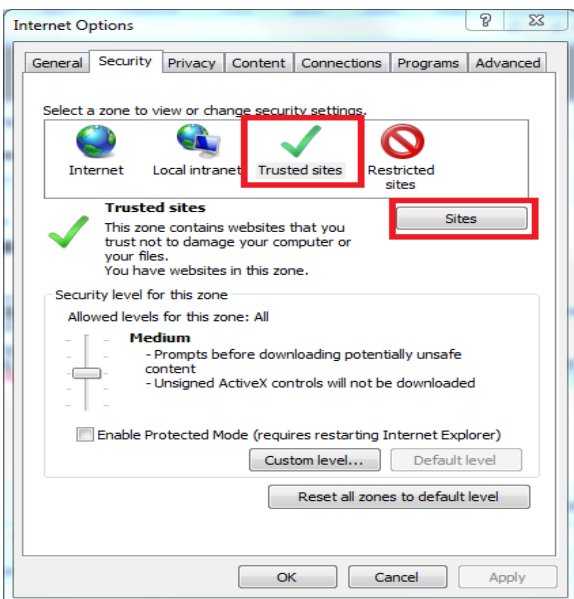 Internet Options
General Security Privacy Content Connections Programs Advanced
Select a zone to view or change security settings.
Internet Local intranet Trusted sites Restricted
sites
Trusted sites
Sites
This zone contains websites that you
trust not to damage your computer or
your files.
You have websites in this zone.
Security level for this zone
Allowed levels for this zone: All
Medium
- Prompts before downloading potentially unsafe
content
- Unsigned ActiveX controls will not be downloaded
Enable Protected Mode (requires restarting Internet Explorer)
Custom level... Default level
Reset all zones to default level
OK Cancel Apply